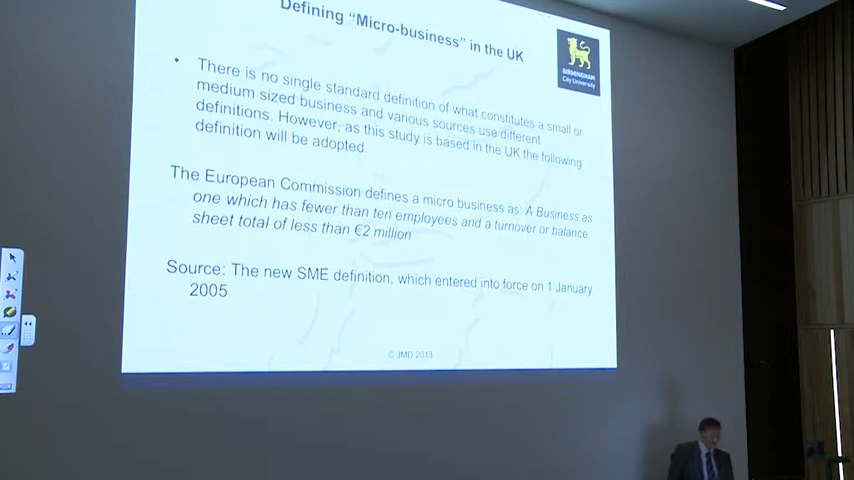 Defining “Micro-business” in the UK
BIRMINGHAM
City University
• There is no single standard definition of what constitutes a small or
medium sized business and various sources use different
definitions. However, as this study is based in the UK the following
definition will be adopted.
The European Commission defines a micro business as: A Business as
one which has fewer than ten employees and a turnover or balance
sheet total of less than €2 million
Source: The new SME definition, which entered into force on 1 January
2005
© JMD 2013